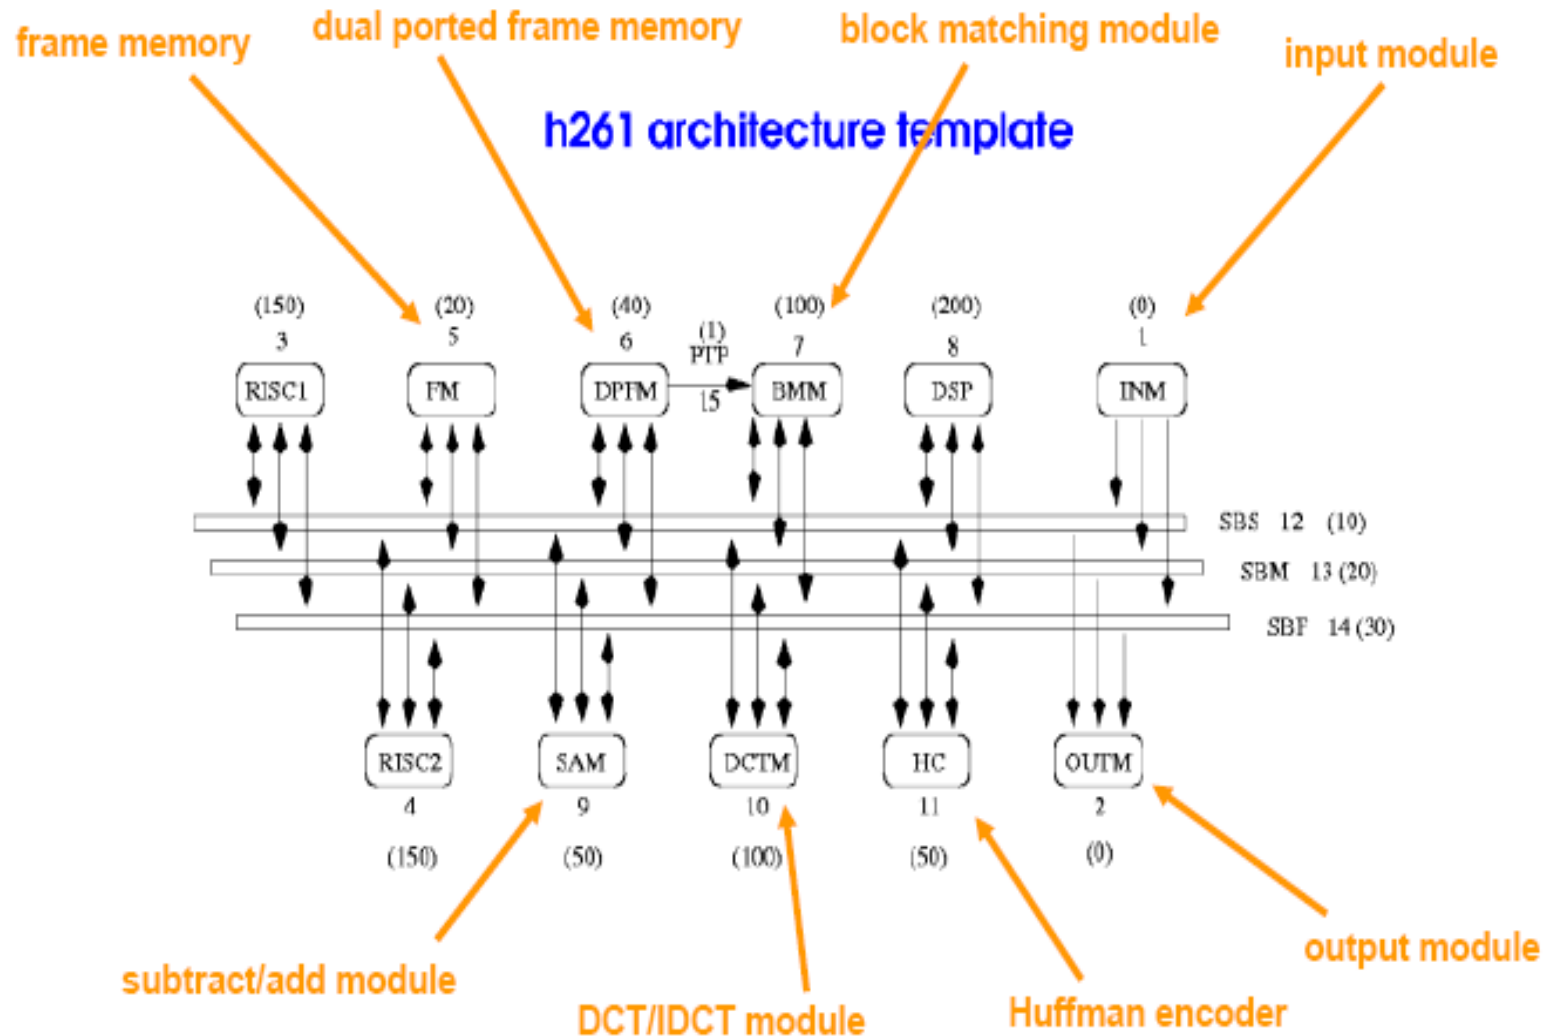 frame memory
dual ported frame memory
block matching module
input module
h261 architecture template
(150)
3
RISC1
(20)
5
FM
(40)
6
DPFM
(1)
PTP
15
(100)
7
BMM
(200)
8
DSP
(0)
1
INM
SBS 12 (10)
SBM 13 (20)
SBF 14 (30)
RISC2
4
(150)
SAM
9
(50)
DCTM
10
(100)
HC
11
(50)
OUTM
2
(0)
subtract/add module
DCT/IDCT module
Huffman encoder
output module